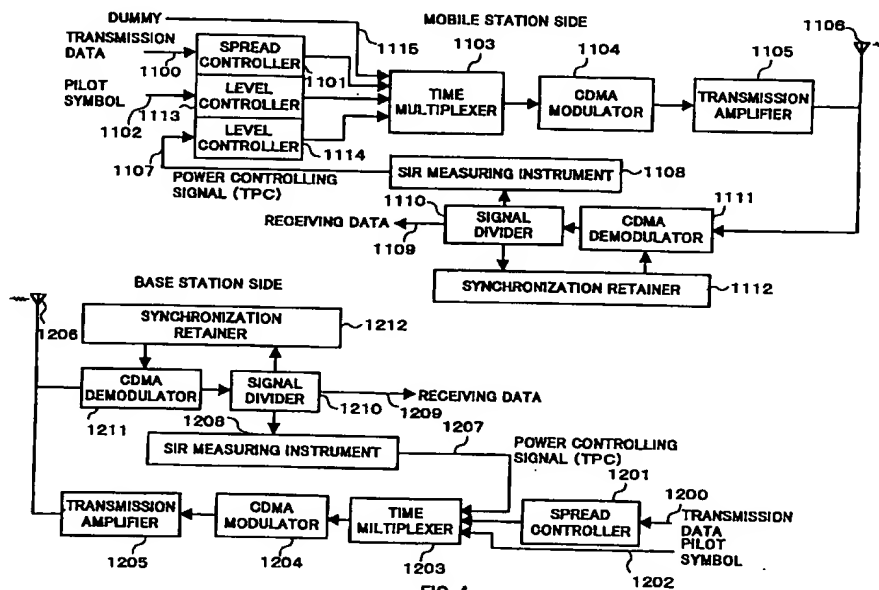 DUMMY
MOBILE STATION SIDE
1106
TRANSMISSION
DATA
1100
1115
1103
1104
1105
SPREAD
CONTROLLER
1101
PILOT
SYMBOL
1102
1113
LEVEL
CONTROLLER
LEVEL
CONTROLLER
1114
TIME
MULTIPLEXER
CDMA
MODULATOR
TRANSMISSION
AMPLIFIER
1107
POWER CONTROLLING
SIGNAL (TPC)
SIR MEASURING INSTRUMENT
1108
1110
1111
RECEIVING DATA
1109
SIGNAL
DIVIDER
CDMA
DEMODULATOR
SYNCHRONIZATION RETAINER
1112
BASE STATION SIDE
1206
SYNCHRONIZATION
RETAINER
1212
CDMA
DEMODULATOR
1211
SIGNAL
DIVIDER
1210
1209
RECEIVING DATA
1208
SIR MEASURING INSTRUMENT
1207
POWER CONTROLLING
SIGNAL (TPC)
1201
1200
TRANSMISSION
AMPLIFIER
1205
CDMA
MODULATOR
1204
TIME
MILTIPLEXER
1203
SPREAD
CONTROLLER
TRANSMISSION
DATA
PILOT
SYMBOL
1202